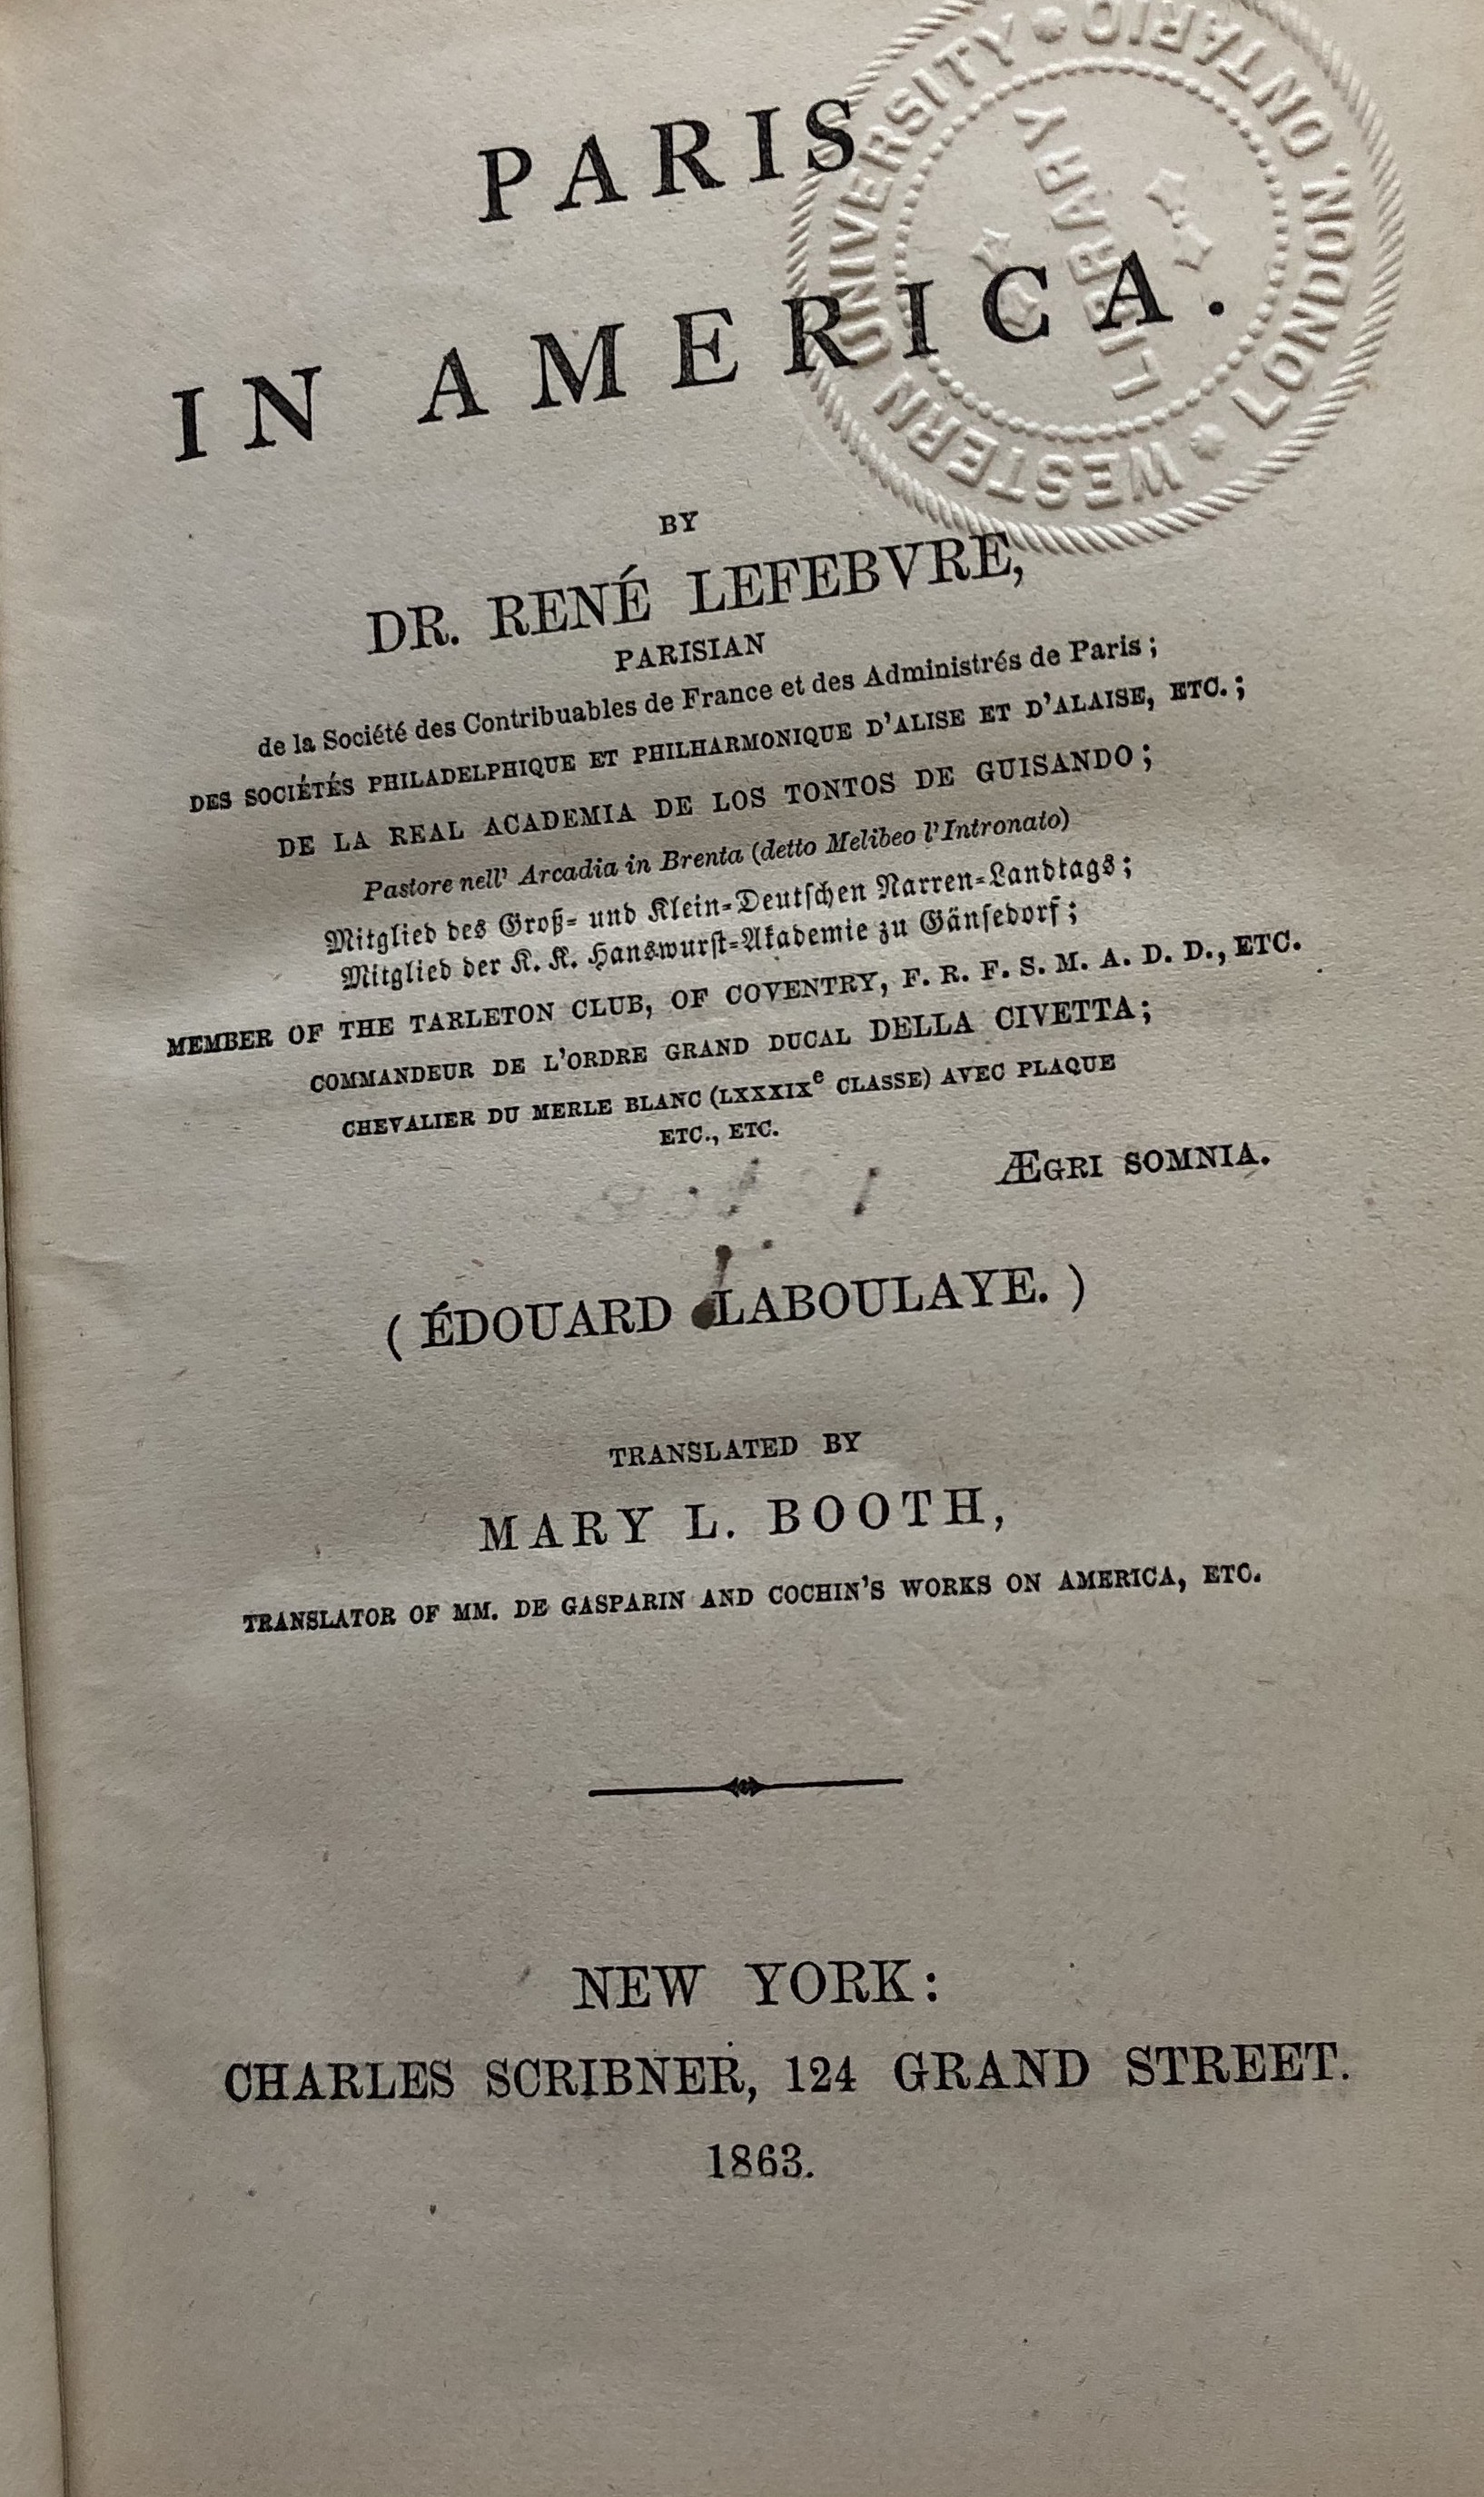 PARIS
IN AMERICA.
WESTERN UNIVERSITY • LONDON, ONTARIO •
LIBRARY
BY
DR. RENÉ LEFEBVRE,
PARISIAN
de la Société des Contribuables de France et des Administrés de Paris;
DES SOCIÉTÉS PHILADELPHIQUE ET PHILHARMONIQUE D'ALISE ET D'ALAISE, ETC.;
DE LA REAL ACADEMIA DE LOS TONTOS DE GUISANDO;
Pastore nell' Arcadia in Brenta (detto Melibeo l'Intronato)
Mitglied des Groß- und Klein-Deutschen Narren-Landtags;
Mitglied der K. K. Hanswurst-Akademie zu Gänsedorf;
MEMBER OF THE TARLETON CLUB, OF COVENTRY, F. R. F. S. M. A. D. D., ETC.
COMMANDEUR DE L'ORDRE GRAND DUCAL DELLA CIVETTA;
CHEVALIER DU MERLE BLANC (LXXXIXe CLASSE) AVEC PLAQUE
ETC., ETC.
ÆGRI SOMNIA.
(ÉDOUARD LABOULAYE.)
TRANSLATED BY
MARY L. BOOTH,
TRANSLATOR OF MM. DE GASPARIN AND COCHIN'S WORKS ON AMERICA, ETC.
NEW YORK:
CHARLES SCRIBNER, 124 GRAND STREET.
1863.